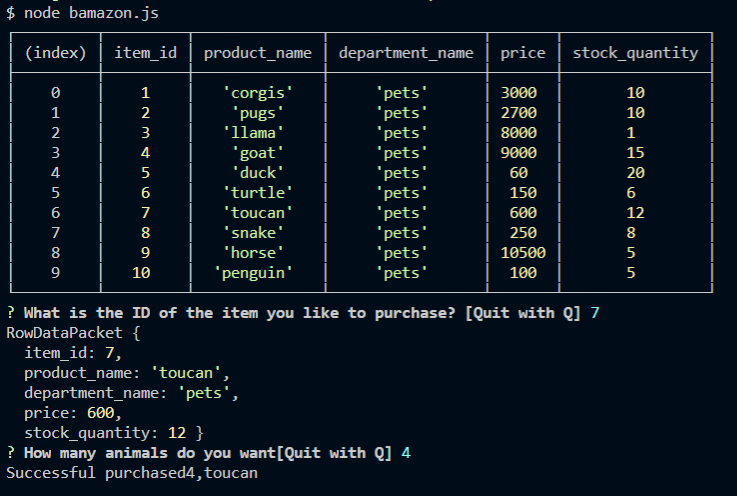 $ node bamazon.js
(index) item_id product_name department_name price stock_quantity
0 1 'corgis' 'pets' 3000 10
1 2 'pugs' 'pets' 2700 10
2 3 'llama' 'pets' 8000 1
3 4 'goat' 'pets' 9000 15
4 5 'duck' 'pets' 60 20
5 6 'turtle' 'pets' 150 6
6 7 'toucan' 'pets' 600 12
7 8 'snake' 'pets' 250 8
8 9 'horse' 'pets' 10500 5
9 10 'penguin' 'pets' 100 5
? What is the ID of the item you like to purchase? [Quit with Q] 7
RowDataPacket {
item_id: 7,
product_name: 'toucan',
department_name: 'pets',
price: 600,
stock_quantity: 12 }
? How many animals do you want[Quit with Q] 4
Successful purchased4,toucan